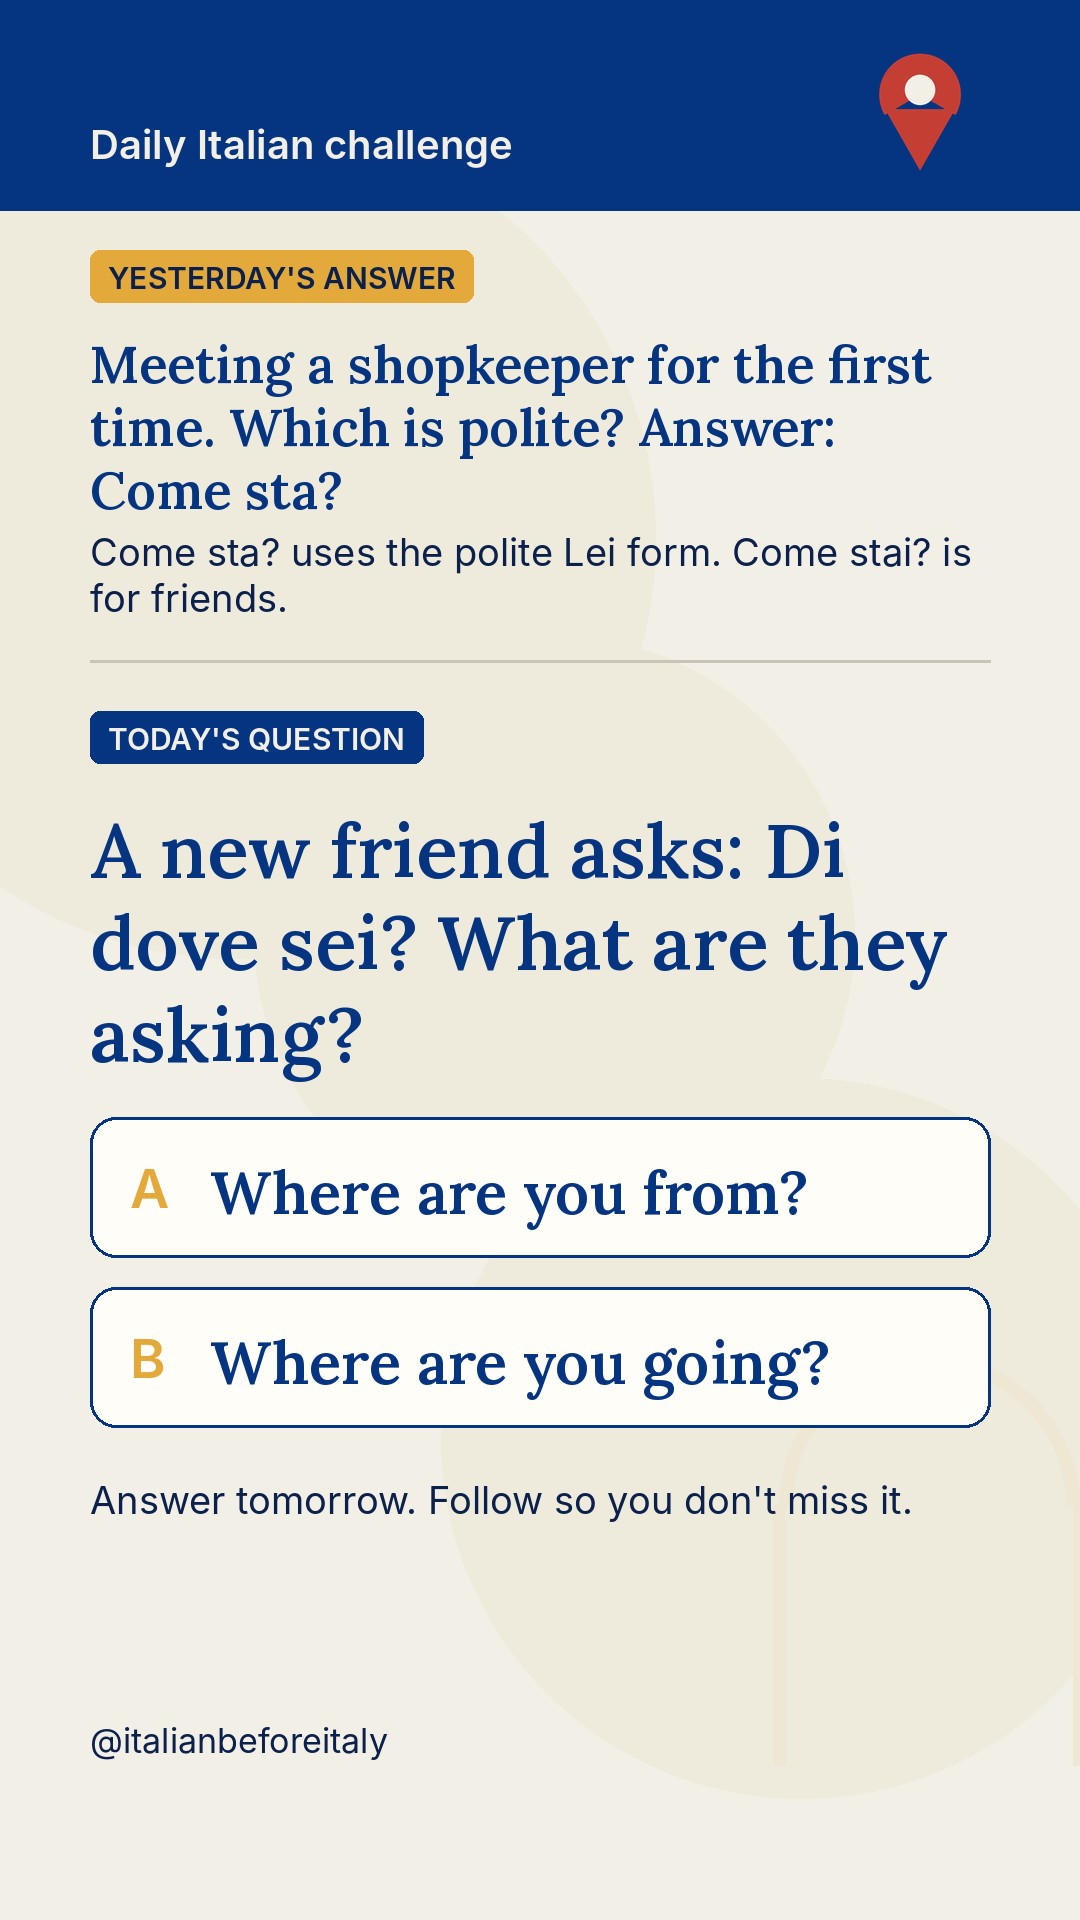 Daily Italian challenge
YESTERDAY'S ANSWER
Meeting a shopkeeper for the first
time. Which is polite? Answer:
Come sta?
Come sta? uses the polite Lei form. Come stai? is
for friends.
TODAY'S QUESTION
A new friend asks: Di
dove sei? What are they
asking?
A Where are you from?
B Where are you going?
Answer tomorrow. Follow so you don't miss it.
@italianbeforeitaly